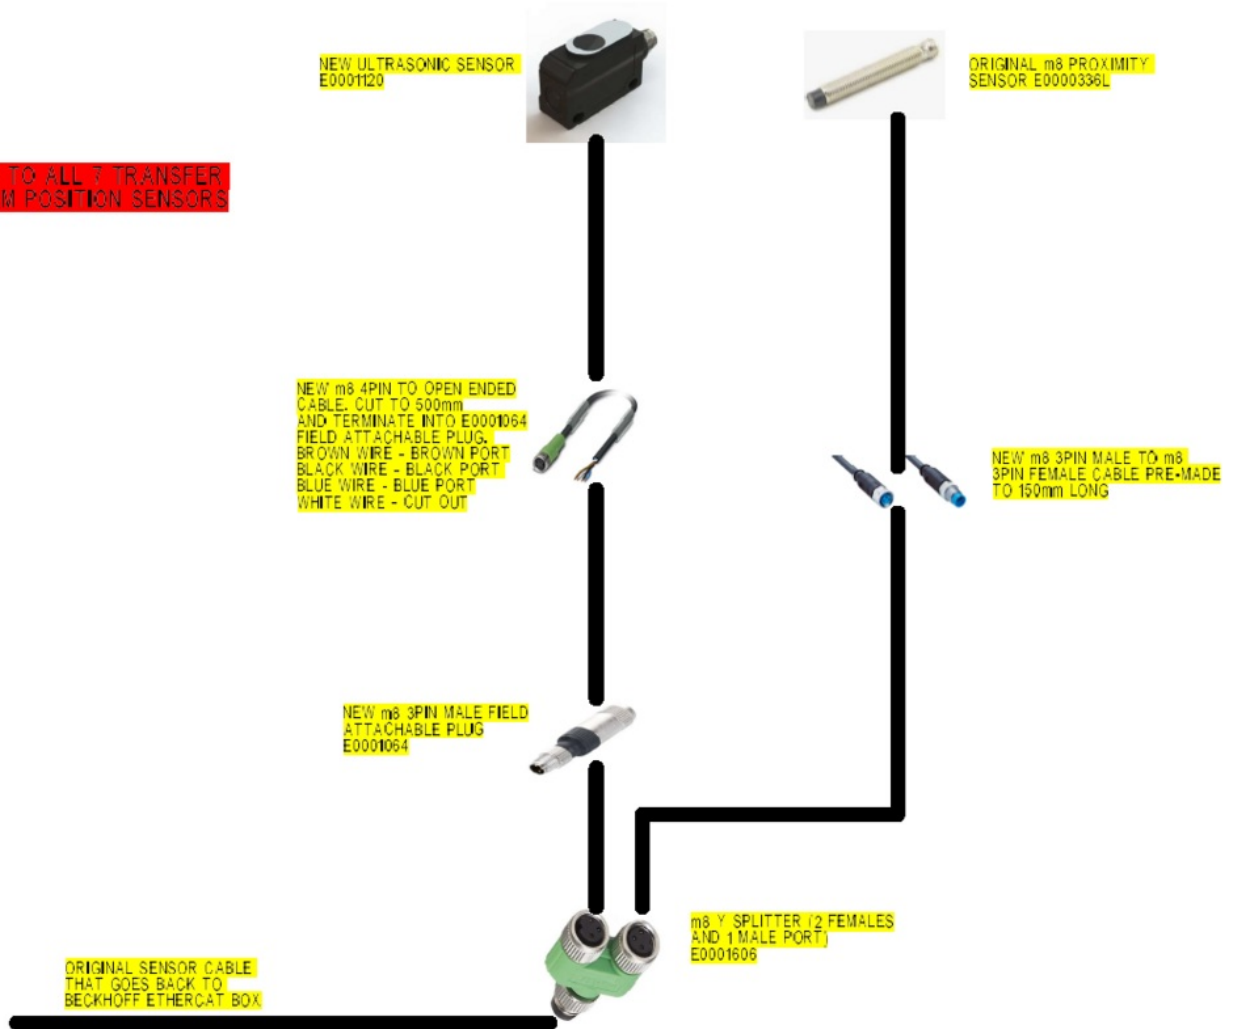 NEW ULTRASONIC SENSOR
E0001120
ORIGINAL m8 PROXIMITY
SENSOR E0000336L
TO ALL 7 TRANSFER
M POSITION SENSORS
NEW m8 4PIN TO OPEN ENDED
CABLE. CUT TO 500mm
AND TERMINATE INTO E0001064
FIELD ATTACHABLE PLUG.
BROWN WIRE - BROWN PORT
BLACK WIRE - BLACK PORT
BLUE WIRE - BLUE PORT
WHITE WIRE - CUT OUT
NEW m8 3PIN MALE TO m8
3PIN FEMALE CABLE PRE-MADE
TO 150mm LONG
NEW m8 3PIN MALE FIELD
ATTACHABLE PLUG
E0001064
m8 Y SPLITTER (2 FEMALES
AND 1 MALE PORT)
E0001606
ORIGINAL SENSOR CABLE
THAT GOES BACK TO
BECKHOFF ETHERCAT BOX